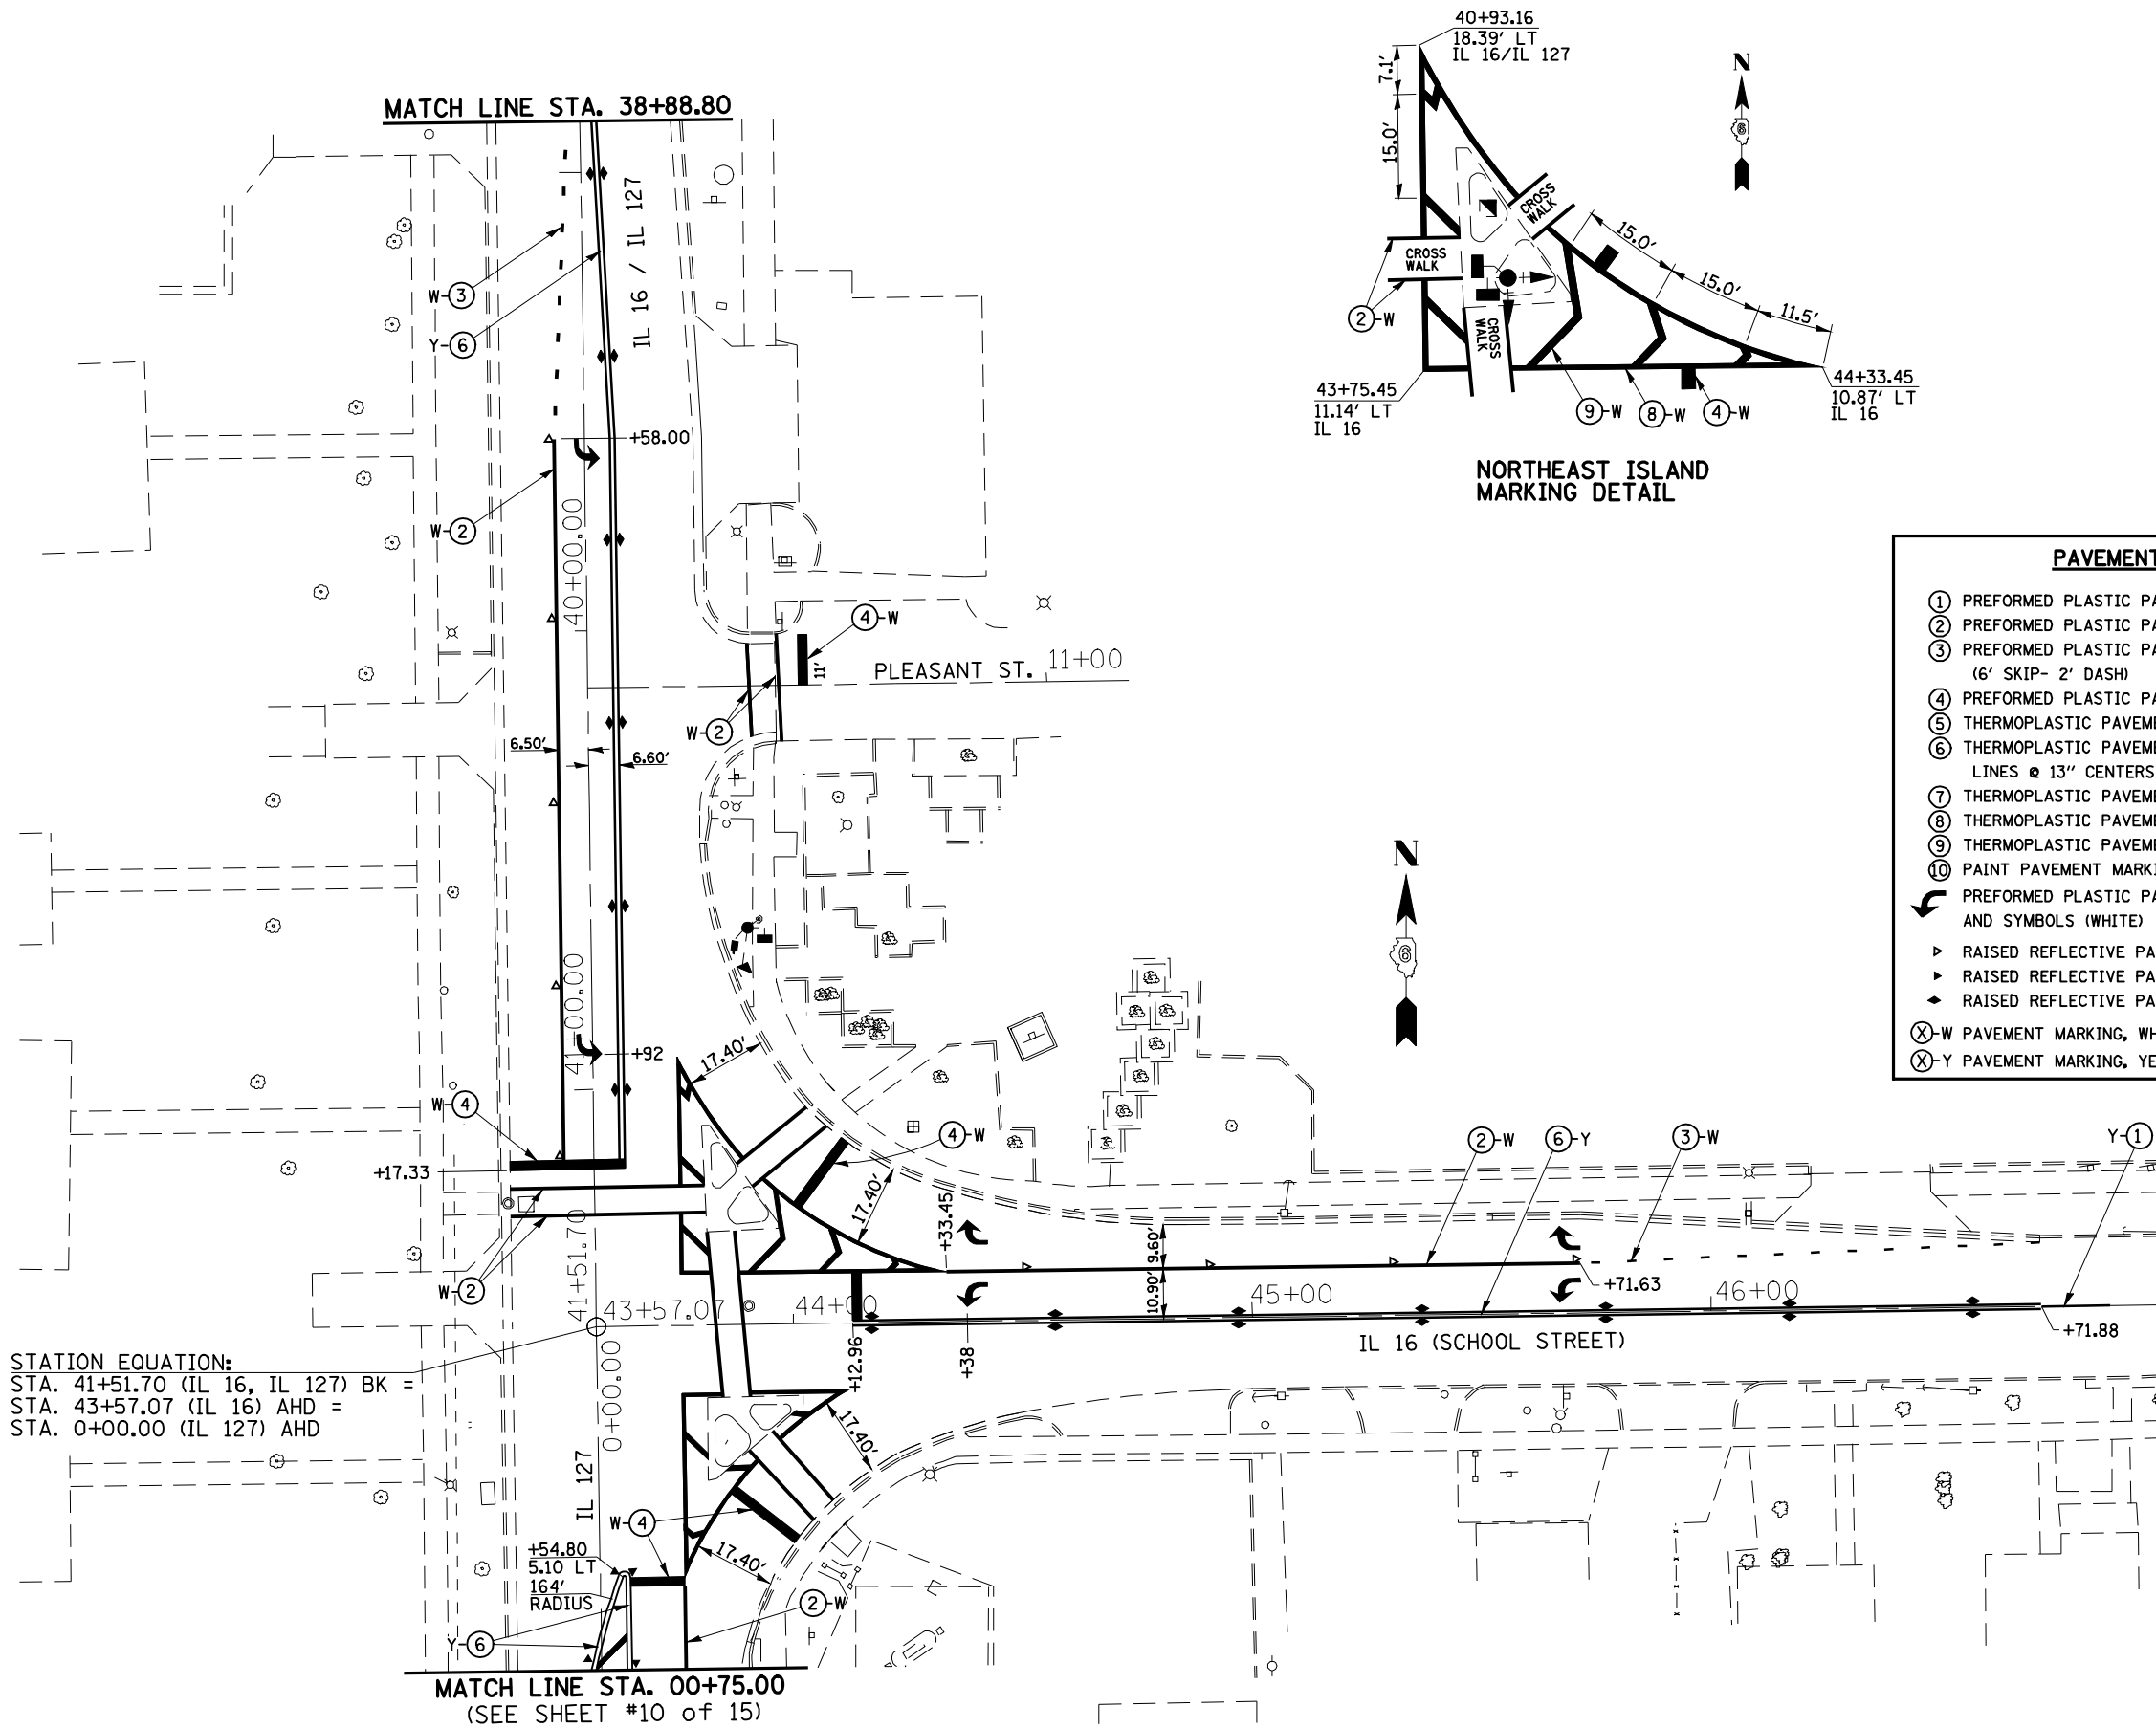 40+93.16
18.39' LT
IL 16/IL 127
N
6
7.1'
15.0'
CROSS
WALK
CROSS
WALK
CROSS
WALK
15.0'
15.0'
11.5'
2-W
43+75.45
11.14' LT
IL 16
9-W
8-W
4-W
44+33.45
10.87' LT
IL 16
NORTHEAST ISLAND
MARKING DETAIL
MATCH LINE STA. 38+88.80
IL 16 / IL 127
W-3
Y-6
+58.00
W-2
40+00.00
4-W
11'
PLEASANT ST.
11+00
W-2
6.50'
6.60'
PAVEMENT
1 PREFORMED PLASTIC PA
2 PREFORMED PLASTIC PA
3 PREFORMED PLASTIC PA
(6' SKIP- 2' DASH)
4 PREFORMED PLASTIC PA
5 THERMOPLASTIC PAVEME
6 THERMOPLASTIC PAVEME
LINES @ 13" CENTERS
7 THERMOPLASTIC PAVEME
8 THERMOPLASTIC PAVEME
9 THERMOPLASTIC PAVEME
10 PAINT PAVEMENT MARKI
PREFORMED PLASTIC PA
AND SYMBOLS (WHITE)
RAISED REFLECTIVE PA
RAISED REFLECTIVE PA
RAISED REFLECTIVE PA
X-W PAVEMENT MARKING, WH
X-Y PAVEMENT MARKING, YE
N
6
41+00.00
+92
17.40'
W-4
+17.33
4-W
17.40'
+33.45
2-W
6-Y
3-W
Y-1
W-2
41+51.70
43+57.07
44+00
9.60'
10.90'
45+00
+71.63
46+00
+71.88
+12.96
+38
IL 16 (SCHOOL STREET)
STATION EQUATION:
STA. 41+51.70 (IL 16, IL 127) BK =
STA. 43+57.07 (IL 16) AHD =
STA. 0+00.00 (IL 127) AHD
0+00.00
IL 127
17.40'
W-4
17.40'
+54.80
5.10 LT
164'
RADIUS
2-W
Y-6
MATCH LINE STA. 00+75.00
(SEE SHEET #10 of 15)